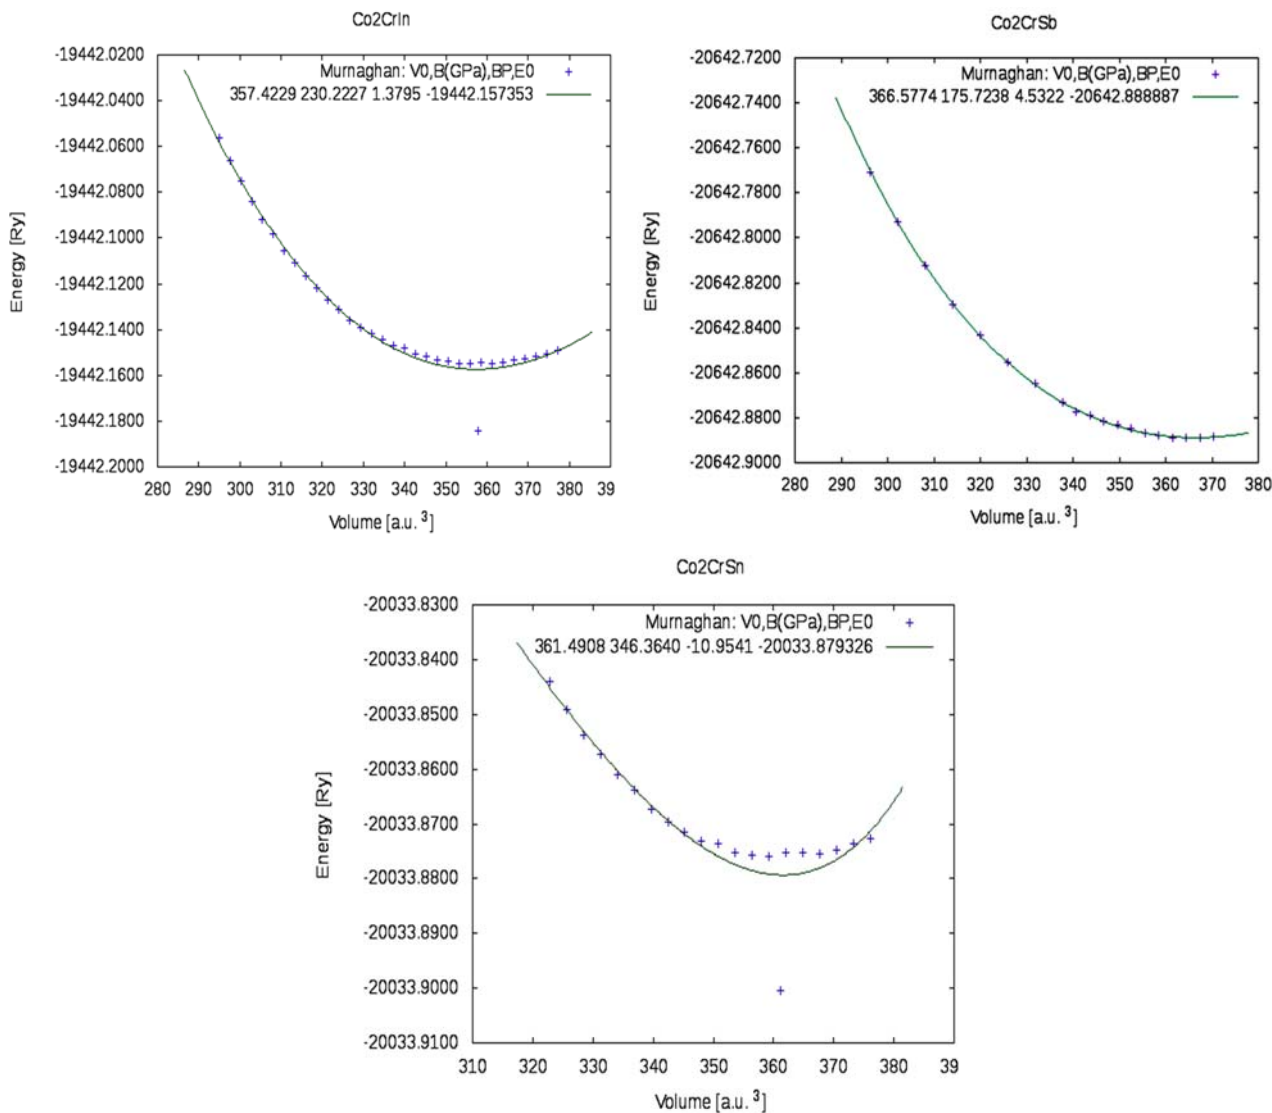 Co2CrIn
-19442.0200
-19442.0400
-19442.0600
-19442.0800
-19442.1000
-19442.1200
-19442.1400
-19442.1600
-19442.1800
-19442.2000
Energy [Ry]
Murnaghan: V0,B(GPa),BP,E0
357.4229 230.2227 1.3795 -19442.157353
280 290 300 310 320 330 340 350 360 370 380 39
Volume [a.u. 3]
Co2CrSb
-20642.7200
-20642.7400
-20642.7600
-20642.7800
-20642.8000
-20642.8200
-20642.8400
-20642.8600
-20642.8800
-20642.9000
Energy [Ry]
Murnaghan: V0,B(GPa),BP,E0
366.5774 175.7238 4.5322 -20642.888887
280 290 300 310 320 330 340 350 360 370 380
Volume [a.u. 3]
Co2CrSn
-20033.8300
-20033.8400
-20033.8500
-20033.8600
-20033.8700
-20033.8800
-20033.8900
-20033.9000
-20033.9100
Energy [Ry]
Murnaghan: V0,B(GPa),BP,E0
361.4908 346.3640 -10.9541 -20033.879326
310 320 330 340 350 360 370 380 39
Volume [a.u. 3]